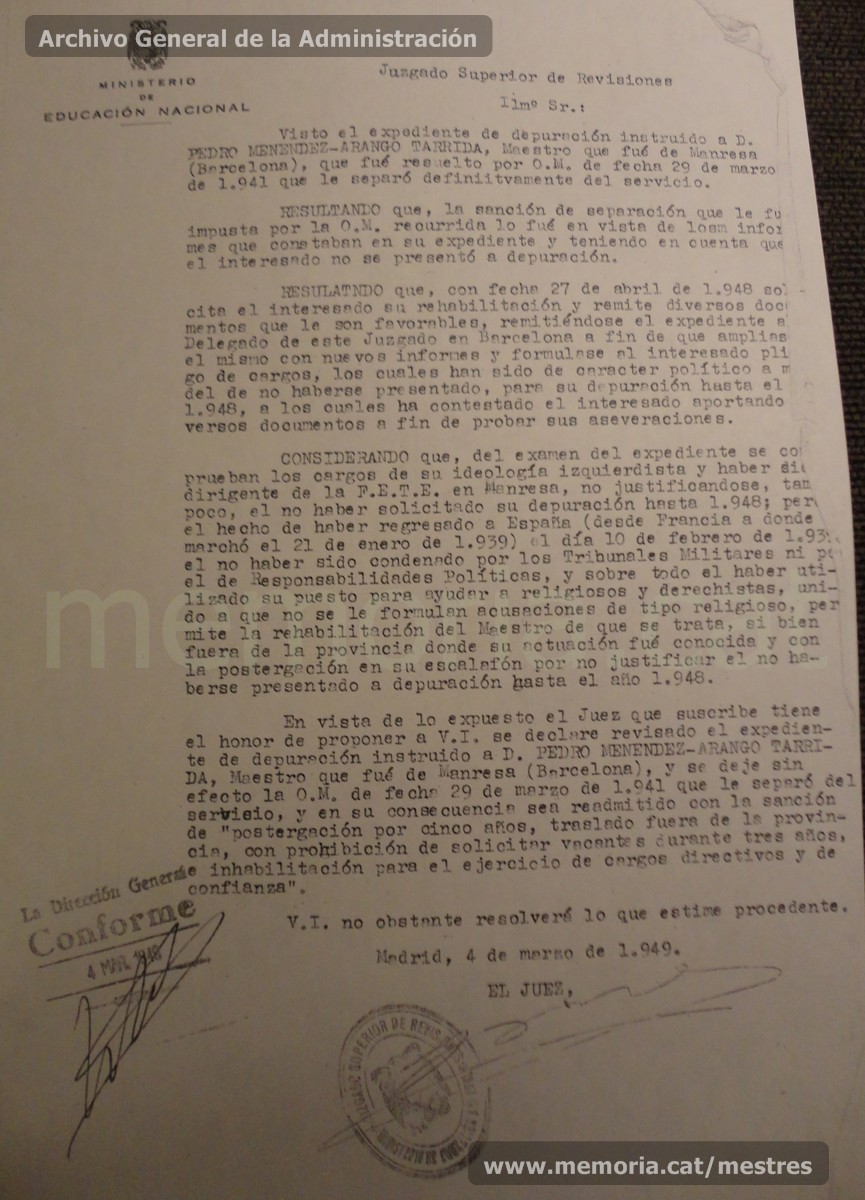 Archivo General de la Administración
MINISTERIO
DE
EDUCACIÓN NACIONAL
Juzgado Superior de Revisiones
Ilmº Sr.:
Visto el expediente de depuración instruido a D.
PEDRO MENENDEZ-ARANGO TARRIDA, Maestro que fué de Manresa
(Barcelona), que fué resuelto por O.M. de fecha 29 de marzo
de 1.941 que le separó definiitvamente del servicio.
RESULTANDO que, la sanción de separación que le fu
impusta por la O.M. recurrida lo fué en vista de losm infor
mes que constaban en su expediente y teniendo en cuenta que
el interesado no se presentó a depuración.
RESULATNDO que, con fecha 27 de abril de 1.948 sol -
cita el interesado su rehabilitación y remite diversos doc
mentos que le son favorables, remitiéndose el expediente a
Delegado de este Juzgado en Barcelona a fin de que amplias
el mismo con nuevos informes y formulase al interesado pli
go de cargos, los cuales han sido de caracter político a m
del de no haberse presentado, para su depuración hasta el
1.948, a los cuales ha contestado el interesado aportando
versos documentos a fin de probar sus aseveraciones.
CONSIDERANDO que, del examen del expediente se co
prueban los cargos de su ideología izquierdista y haber sid
dirigente de la F.E.T.E. en Manresa, no justificandose, tam
poco, el no haber solicitado su depuración hasta 1.948; per
el hecho de haber regresado a España (desde Francia a donde
marchó el 21 de enero de 1.939) el día 10 de febrero de 1.939
el no haber sido condenado por los Tribunales Militares ni p
el de Responsabilidades Políticas, y sobre todo el haber uti-
lizado su puesto para ayudar a religiosos y derechistas, uni-
do a que no se le formulan acusaciones de tipo religioso, per
mite la rehabilitación del Maestro de que se trata, si bien
fuera de la provincia donde su actuación fué conocida y con
la postergación en su escalafón por no justificar el no ha-
berse presentado a depuración hasta el año 1.948.
En vista de lo expuesto el Juez que suscribe tiene
el honor de proponer a V.I. se declare revisado el expedien-
te de depuración instruido a D. PEDRO MENENDEZ-ARANGO TARRI-
DA, Maestro que fué de Manresa (Barcelona), y se deje sin
efecto la O.M. de fecha 29 de marzo de 1.941 que le separó del
servicio, y en su consecuencia sea readmitido con la sanción
de "postergación por cinco años, traslado fuera de la provin-
cia, con prohibición de solicitar vacantes durante tres años,
e inhabilitación para el ejercicio de cargos directivos y de
confianza".
V.I. no obstante resolverá lo que estime procedente.
Madrid, 4 de marzo de 1.949.
EL JUEZ,
La Dirección General
Conforme
4 MAR.
JUZGADO SUPERIOR DE REVISIONES
www.memoria.cat/mestres